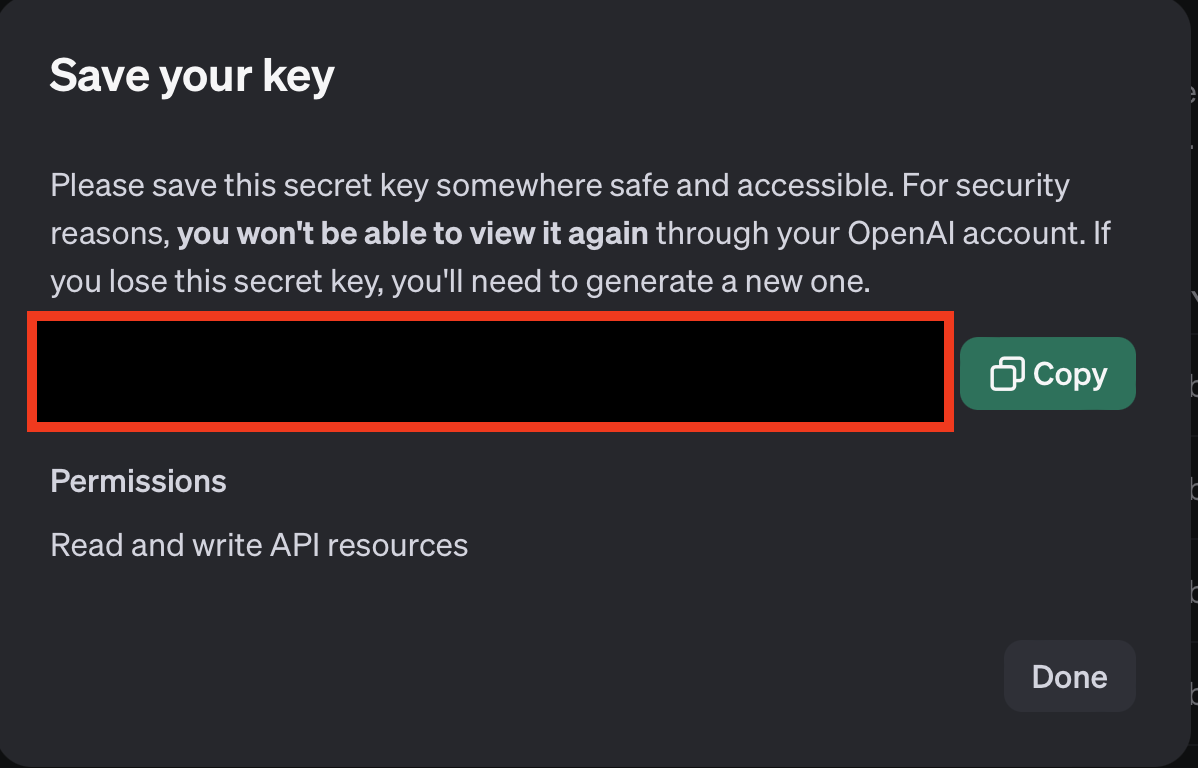 Save your key
Please save this secret key somewhere safe and accessible. For security
reasons, you won't be able to view it again through your OpenAI account. If
you lose this secret key, you'll need to generate a new one.
Copy
Permissions
Read and write API resources
Done